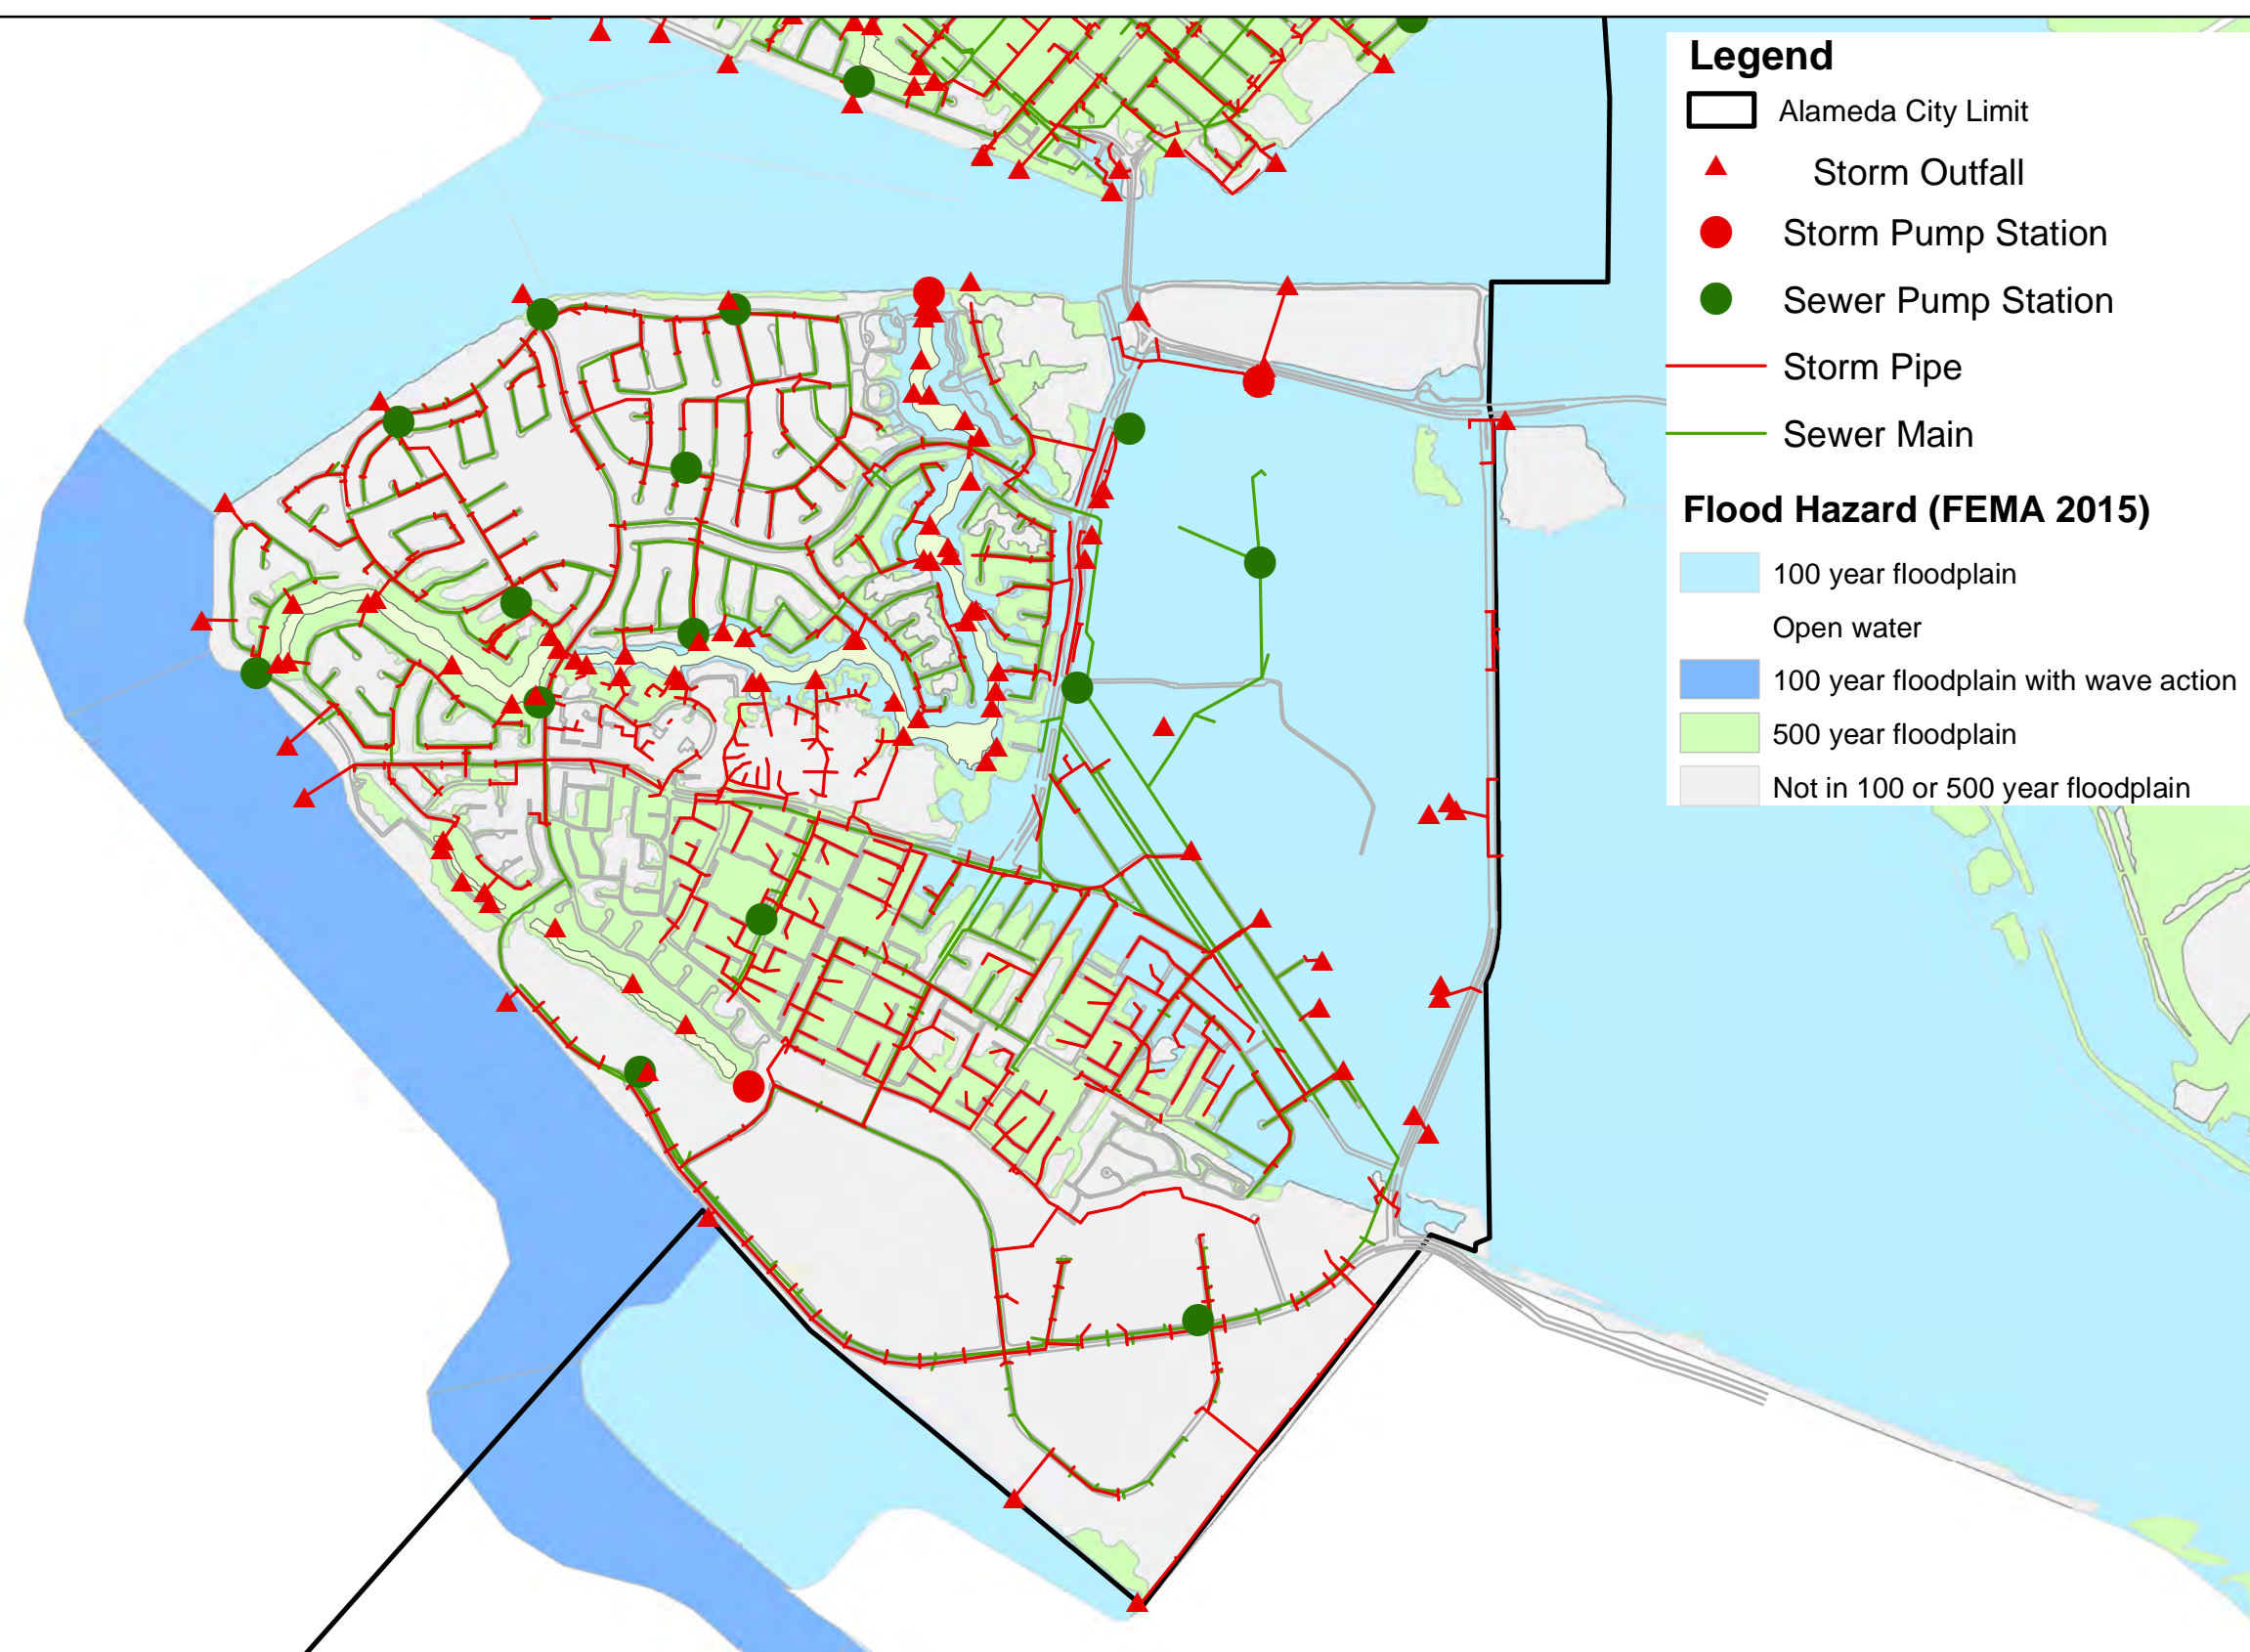 Legend
Alameda City Limit
Storm Outfall
Storm Pump Station
Sewer Pump Station
Storm Pipe
Sewer Main
Flood Hazard (FEMA 2015)
100 year floodplain
Open water
100 year floodplain with wave action
500 year floodplain
Not in 100 or 500 year floodplain